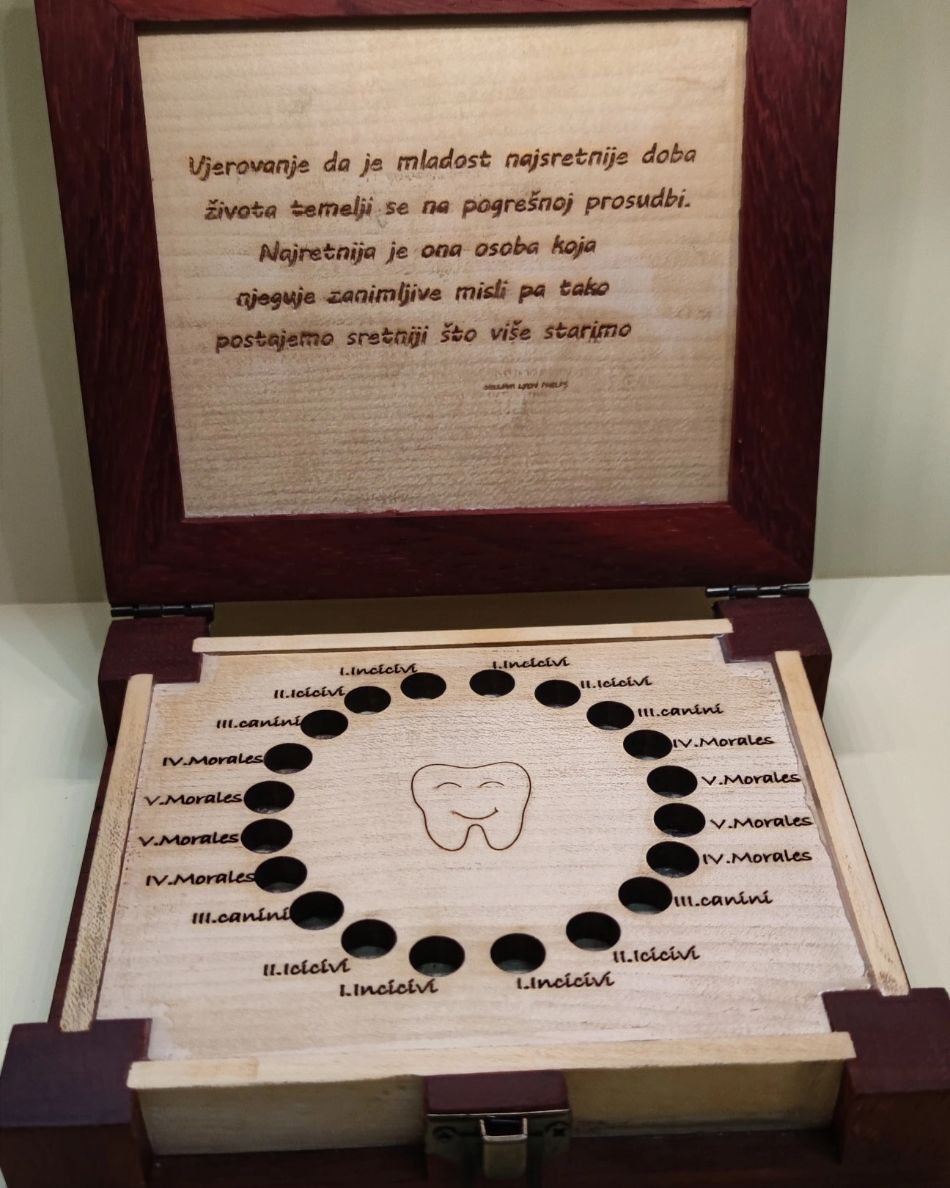 Vjerovanje da je mladost najsretnije doba
života temelji se na pogrešnoj prosudbi.
Najretnija je ona osoba koja
njeguje zanimljive misli pa tako
postajemo sretniji što više starimo
WILLIAM LYON PHELPS
I.Incicivi I.Incicivi
II.Icicivi II.Icicivi
III.canini III.canini
IV.Morales IV.Morales
V.Morales V.Morales
V.Morales V.Morales
IV.Morales IV.Morales
III.canini III.canini
II.Icicivi II.Icicivi
I.Incicivi I.Incicivi